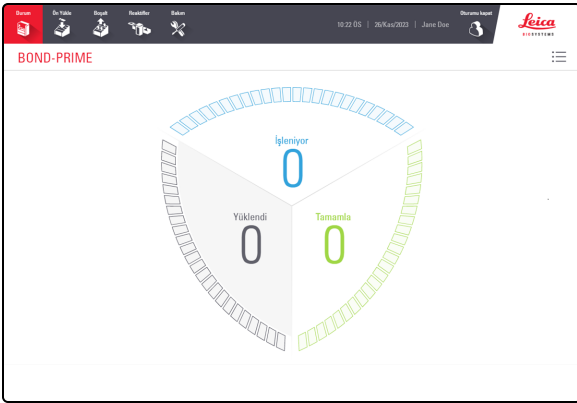 Durum Ön Yükle Boşalt Reaktifler Bakım
10:22 ÖS | 26/Kas/2023 | Jane Doe
Oturumu kapat
Leica
BIOSYSTEMS
BOND-PRIME
İşleniyor
0
Yüklendi
0
Tamamla
0